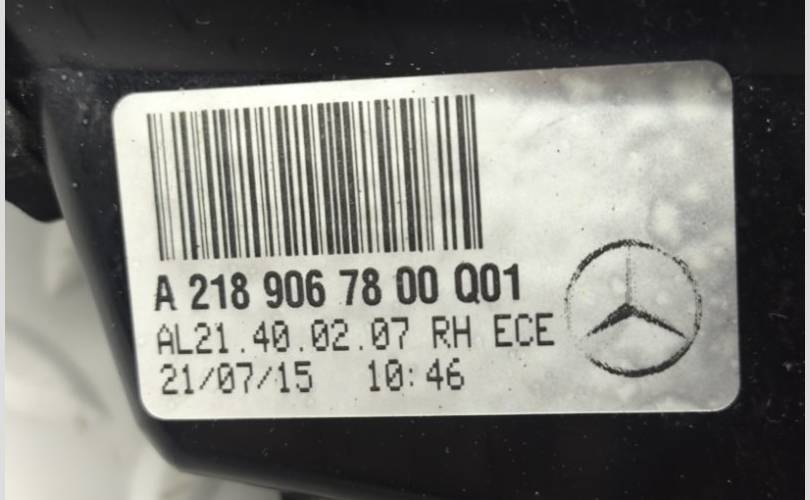 A 218 906 78 00 Q01
AL21.40.02.07 RH ECE
21/07/15 10:46